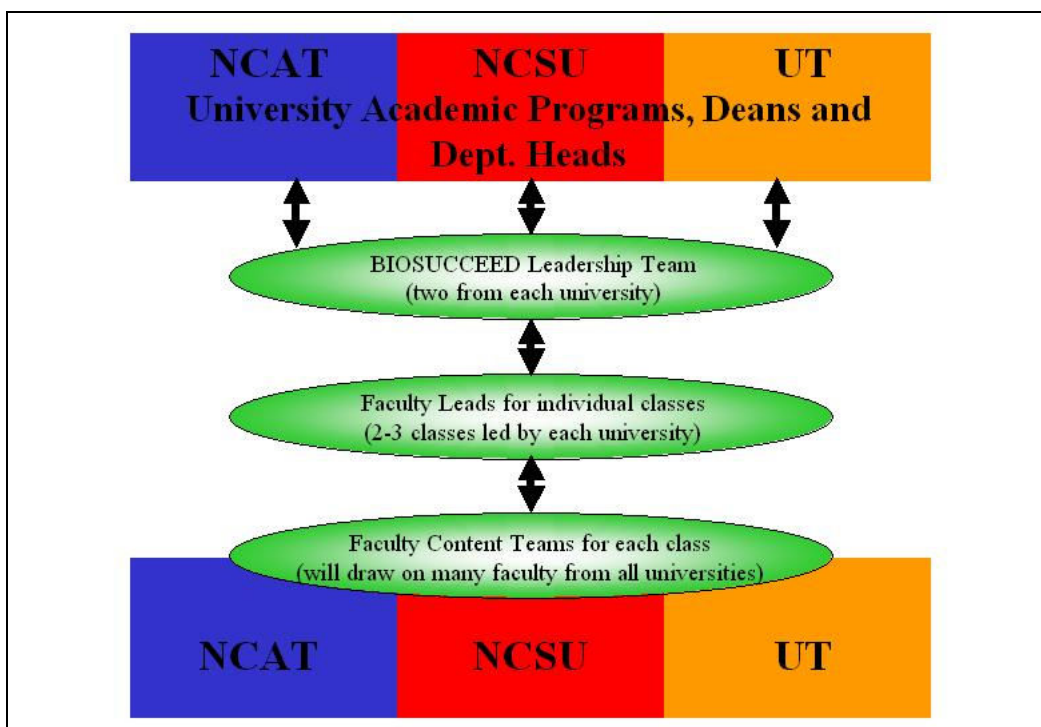 NCAT NCSU UT
University Academic Programs, Deans and
Dept. Heads
BIOSUCCEED Leadership Team
(two from each university)
Faculty Leads for individual classes
(2-3 classes led by each university)
Faculty Content Teams for each class
(will draw on many faculty from all universities)
NCAT NCSU UT